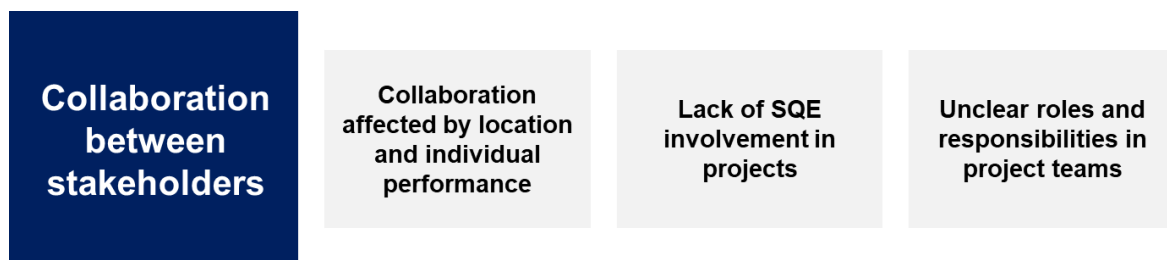 Collaboration
between
stakeholders
Collaboration
affected by location
and individual
performance
Lack of SQE
involvement in
projects
Unclear roles and
responsibilities in
project teams